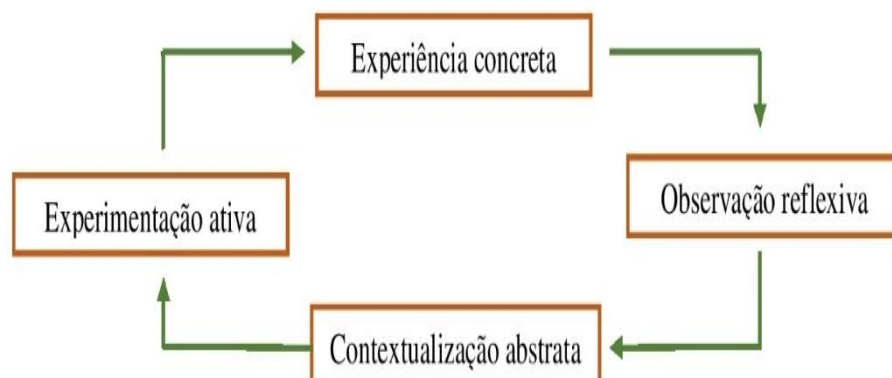 Experiência concreta
Observação reflexiva
Experimentação ativa
Contextualização abstrata